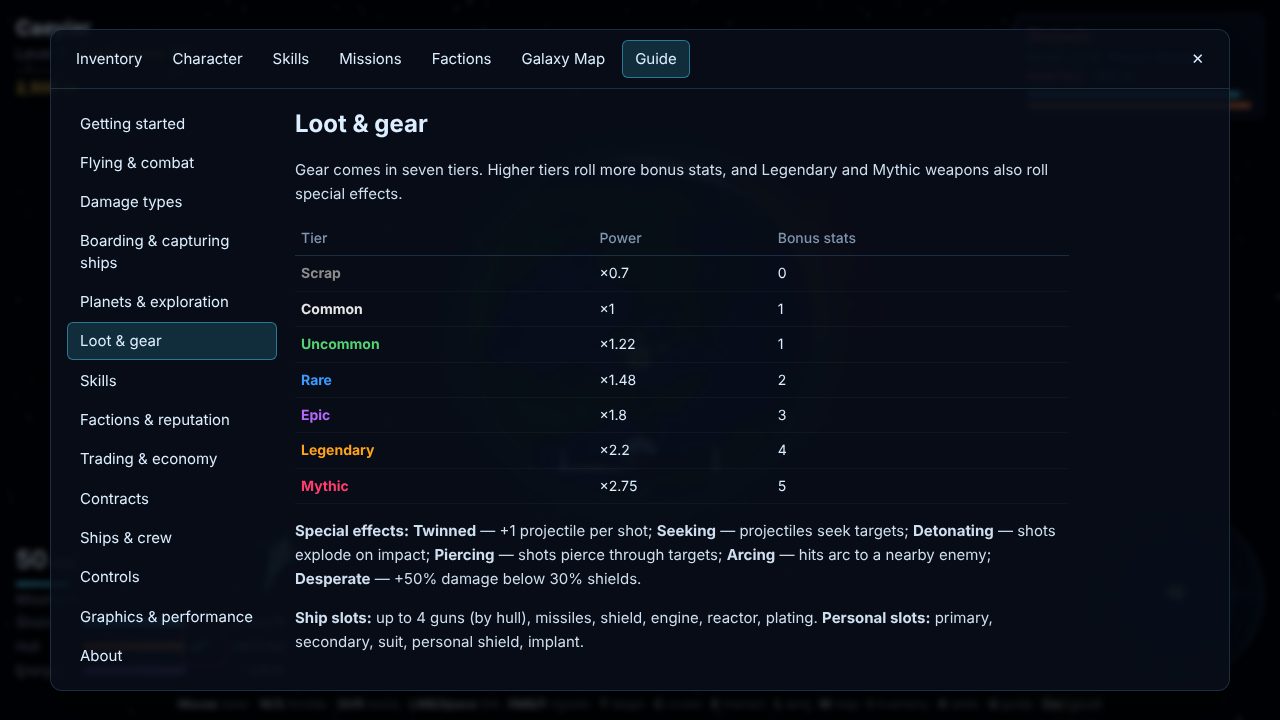 Inventory Character Skills Missions Factions Galaxy Map Guide ×
Getting started
Flying & combat
Damage types
Boarding & capturing
ships
Planets & exploration
Loot & gear
Skills
Factions & reputation
Trading & economy
Contracts
Ships & crew
Controls
Graphics & performance
About
Loot & gear
Gear comes in seven tiers. Higher tiers roll more bonus stats, and Legendary and Mythic weapons also roll
special effects.
Tier Power Bonus stats
Scrap ×0.7 0
Common ×1 1
Uncommon ×1.22 1
Rare ×1.48 2
Epic ×1.8 3
Legendary ×2.2 4
Mythic ×2.75 5
Special effects: Twinned — +1 projectile per shot; Seeking — projectiles seek targets; Detonating — shots
explode on impact; Piercing — shots pierce through targets; Arcing — hits arc to a nearby enemy;
Desperate — +50% damage below 30% shields.
Ship slots: up to 4 guns (by hull), missiles, shield, engine, reactor, plating. Personal slots: primary,
secondary, suit, personal shield, implant.